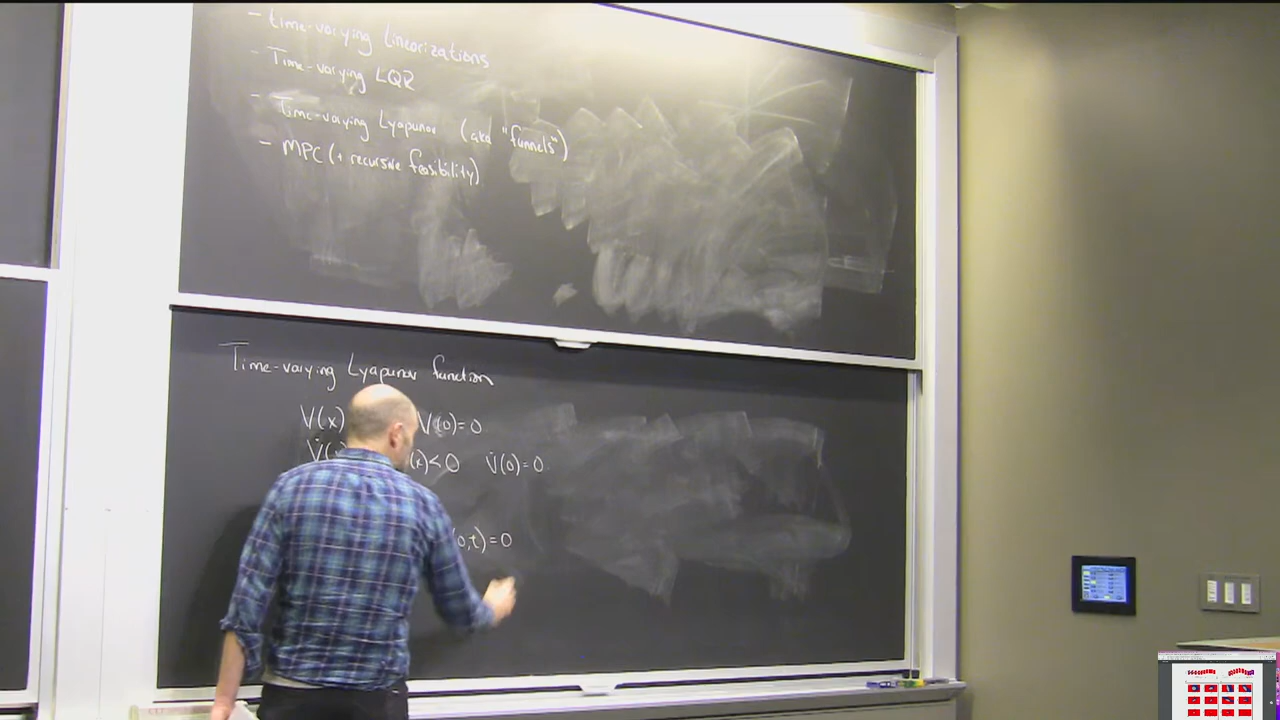 - time-varying Linearizations
- Time-varying LQR
- Time-varying Lyapunov (aka "funnels")
- MPC (+ recursive feasibility)
Time-varying Lyapunov function
V(x) V(0)=0
V̇( (x)<0 V̇(0)=0
(0,t)=0